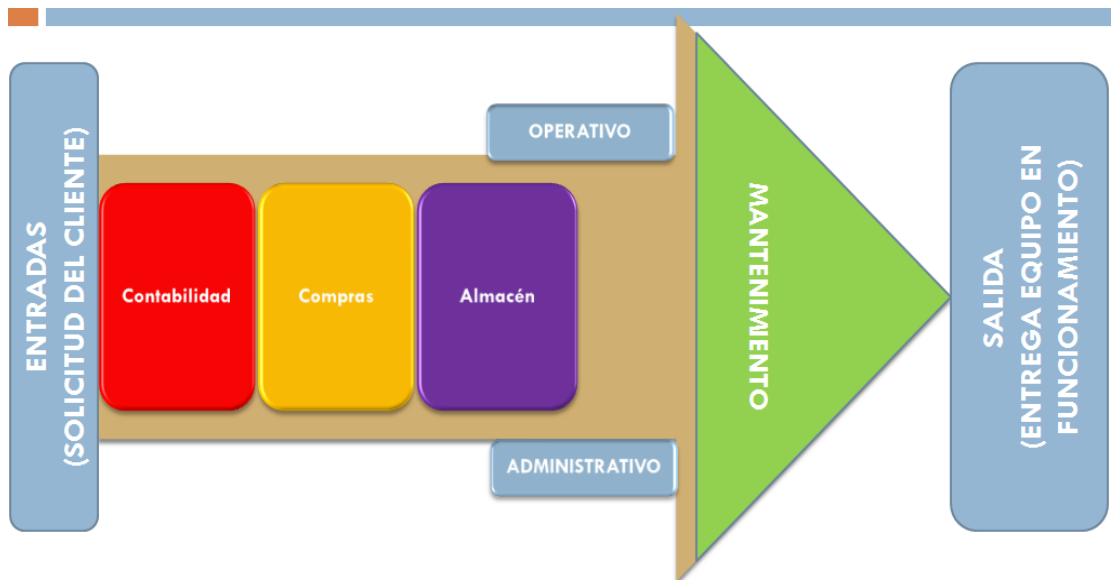 ENTRADAS
(SOLICITUD DEL CLIENTE)
OPERATIVO
Contabilidad
Compras
Almacén
ADMINISTRATIVO
MANTENIMIENTO
SALIDA
(ENTREGA EQUIPO EN
FUNCIONAMIENTO)